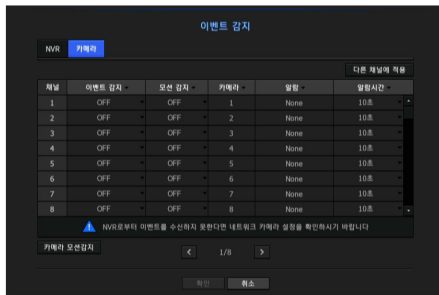 이벤트 감지
NVR 카메라
다른 채널에 적용
채널 이벤트 감지 모션 감지 카메라 알람 알람시간
1 OFF OFF 1 None 10초
2 OFF OFF 2 None 10초
3 OFF OFF 3 None 10초
4 OFF OFF 4 None 10초
5 OFF OFF 5 None 10초
6 OFF OFF 6 None 10초
7 OFF OFF 7 None 10초
8 OFF OFF 8 None 10초
NVR로부터 이벤트를 수신하지 못한다면 네트워크 카메라 설정을 확인하시기 바랍니다
카메라 모션감지 1/8
확인 취소